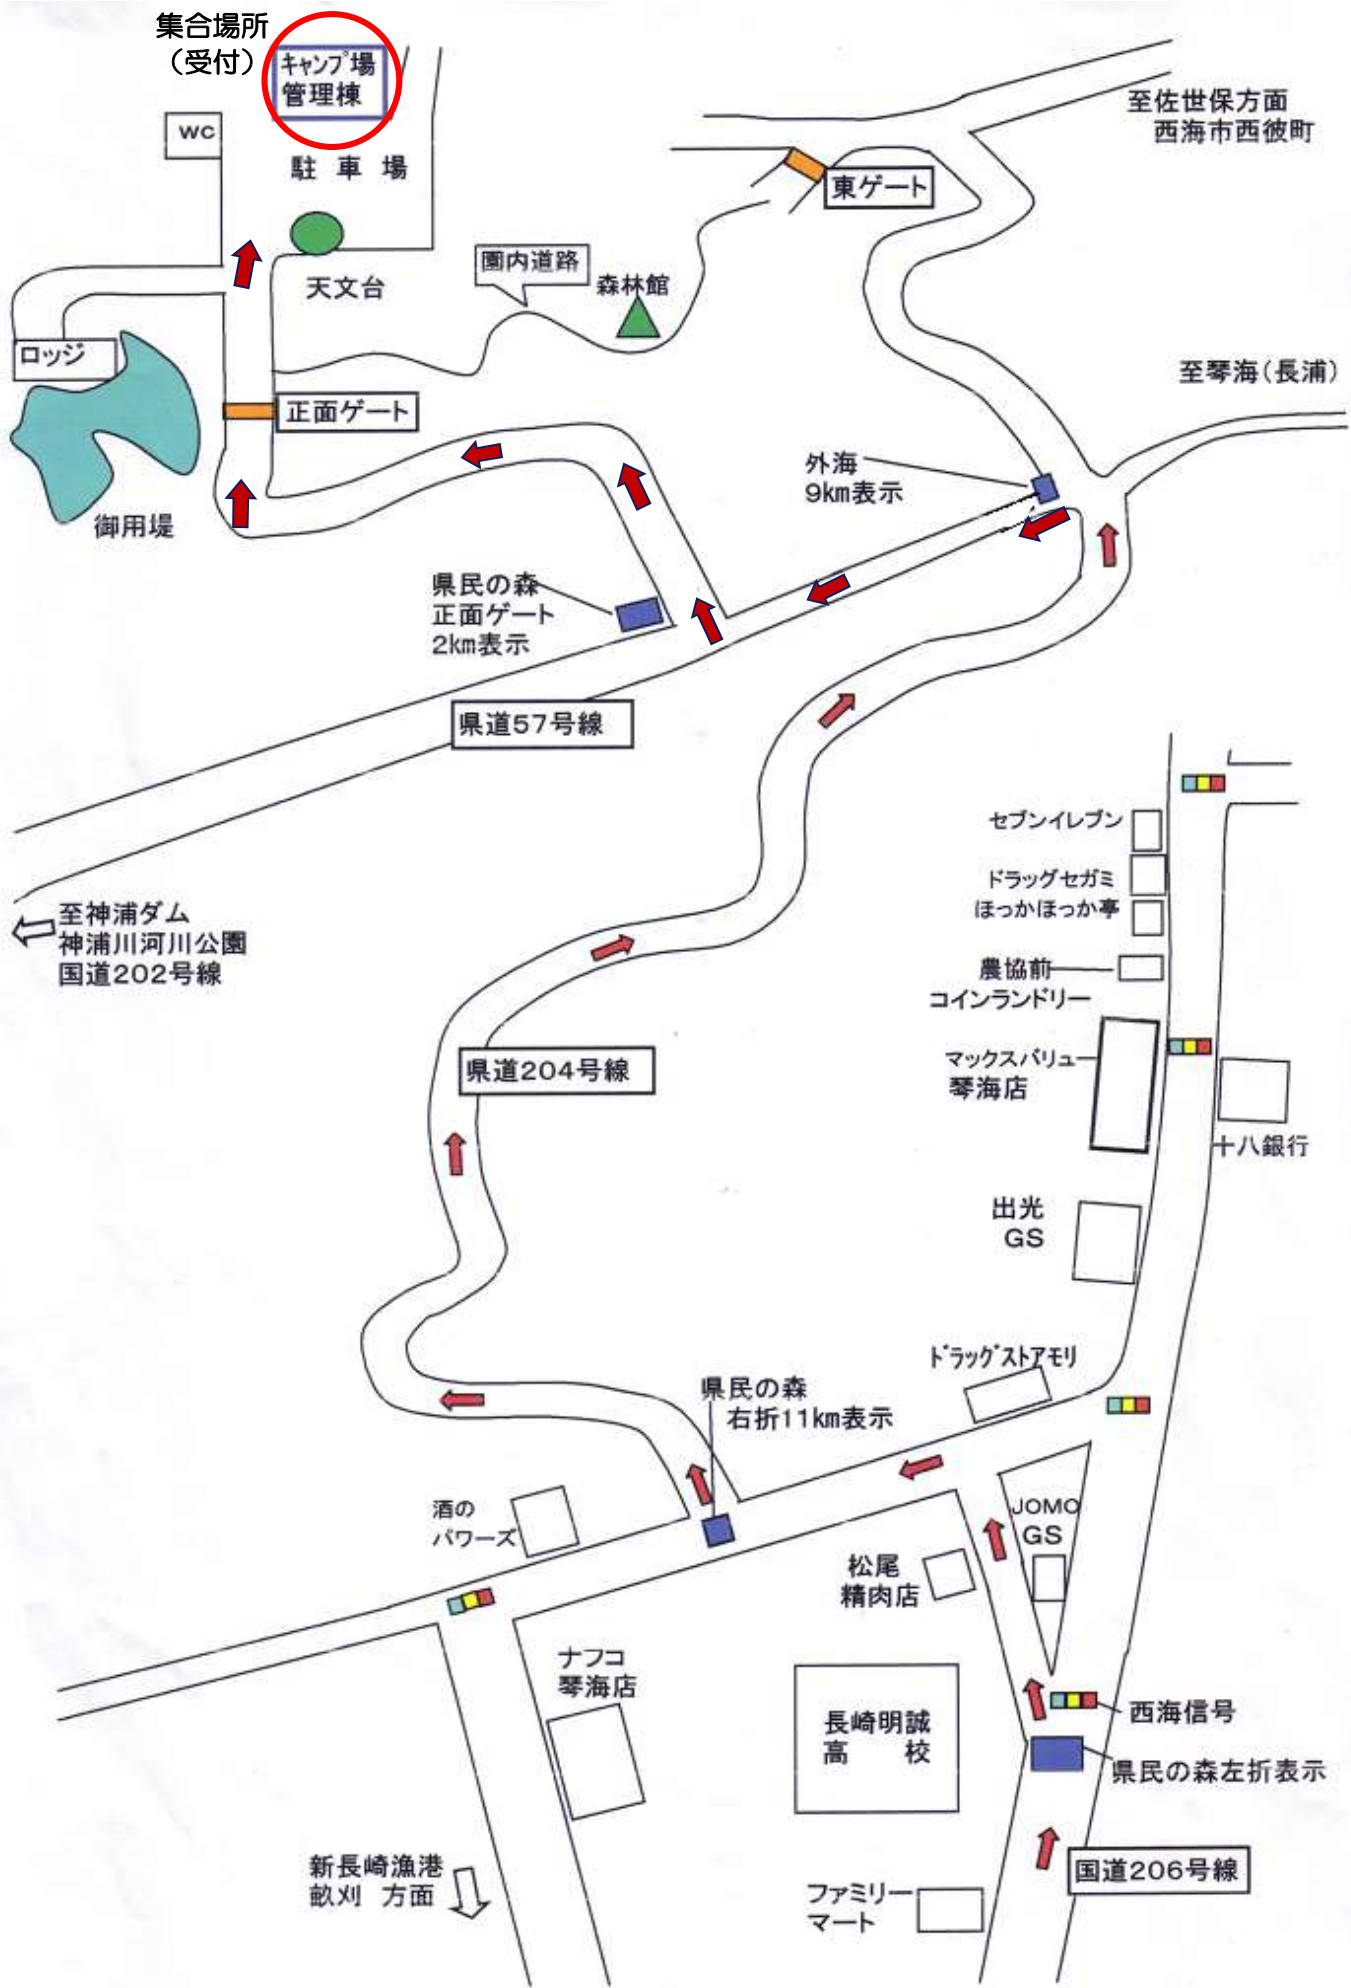 集合場所
（受付）
キャンプ場
管理棟
WC
駐車場
天文台
園内道路
森林館
東ゲート
至佐世保方面
西海市西彼町
ロッジ
正面ゲート
御用堤
至琴海（長浦）
外海
9km表示
県民の森
正面ゲート
2km表示
県道57号線
至神浦ダム
神浦川河川公園
国道202号線
セブンイレブン
ドラッグセガミ
ほっかほっか亭
農協前
コインランドリー
マックスバリュー
琴海店
十八銀行
県道204号線
出光
GS
ドラッグストアモリ
県民の森
右折11km表示
酒の
パワーズ
JOMO
GS
松尾
精肉店
ナフコ
琴海店
長崎明誠
高　校
西海信号
県民の森左折表示
新長崎漁港
畝刈 方面
国道206号線
ファミリー
マート